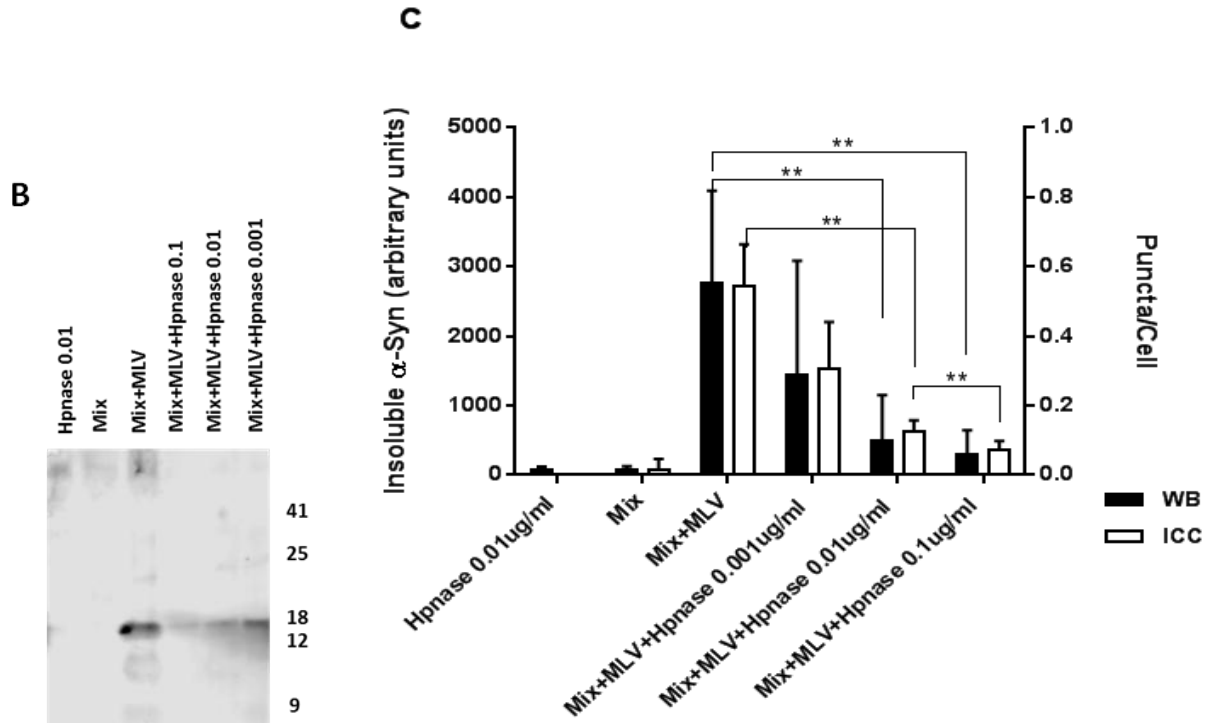 B
Hpnase 0.01
Mix
Mix+MLV
Mix+MLV+Hpnase 0.1
Mix+MLV+Hpnase 0.01
Mix+MLV+Hpnase 0.001
41
25
18
12
9
C
Insoluble α-Syn (arbitrary units)
5000
4000
3000
2000
1000
0
**
**
**
**
1.0
0.8
0.6
0.4
0.2
0.0
Puncta/Cell
Hpnase 0.01ug/ml
Mix
Mix+MLV
Mix+MLV+Hpnase 0.001ug/ml
Mix+MLV+Hpnase 0.01ug/ml
Mix+MLV+Hpnase 0.1ug/ml
WB
ICC